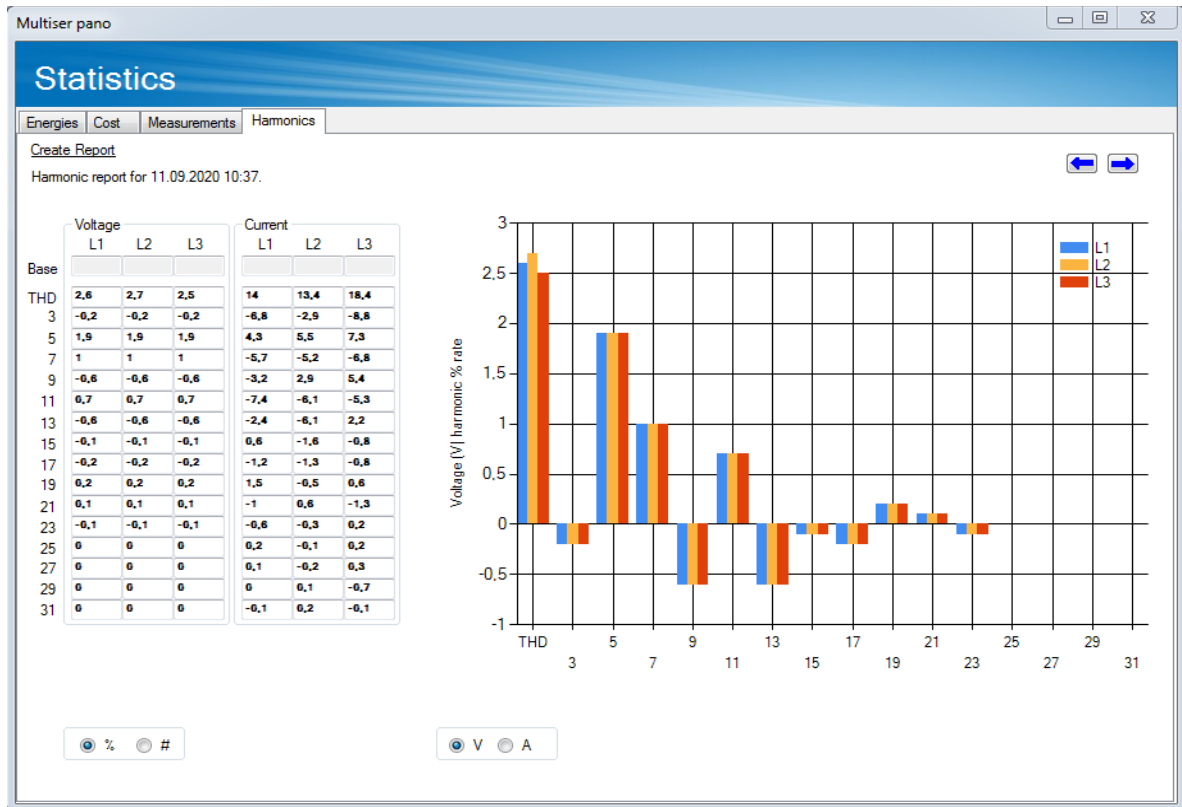 Multiser pano
Statistics
Energies Cost Measurements Harmonics
Create Report
Harmonic report for 11.09.2020 10:37.
Voltage Current
L1 L2 L3 L1 L2 L3
Base
THD 2,6 2,7 2,5 14 13,4 18,4
3 -0,2 -0,2 -0,2 -6,8 -2,9 -8,8
5 1,9 1,9 1,9 4,3 5,5 7,3
7 1 1 1 -5,7 -5,2 -6,8
9 -0,6 -0,6 -0,6 -3,2 2,9 5,4
11 0,7 0,7 0,7 -7,4 -6,1 -5,3
13 -0,6 -0,6 -0,6 -2,4 -6,1 2,2
15 -0,1 -0,1 -0,1 0,6 -1,6 -0,8
17 -0,2 -0,2 -0,2 -1,2 -1,3 -0,8
19 0,2 0,2 0,2 1,5 -0,5 0,6
21 0,1 0,1 0,1 -1 0,6 -1,3
23 -0,1 -0,1 -0,1 -0,6 -0,3 0,2
25 0 0 0 0,2 -0,1 0,2
27 0 0 0 0,1 -0,2 0,3
29 0 0 0 0 0,1 -0,7
31 0 0 0 -0,1 0,2 -0,1
% #
Voltage (V) harmonic % rate
3
2,5
2
1,5
1
0,5
0
-0,5
-1
THD 5 9 13 17 21 25 29
3 7 11 15 19 23 27 31
L1
L2
L3
V A